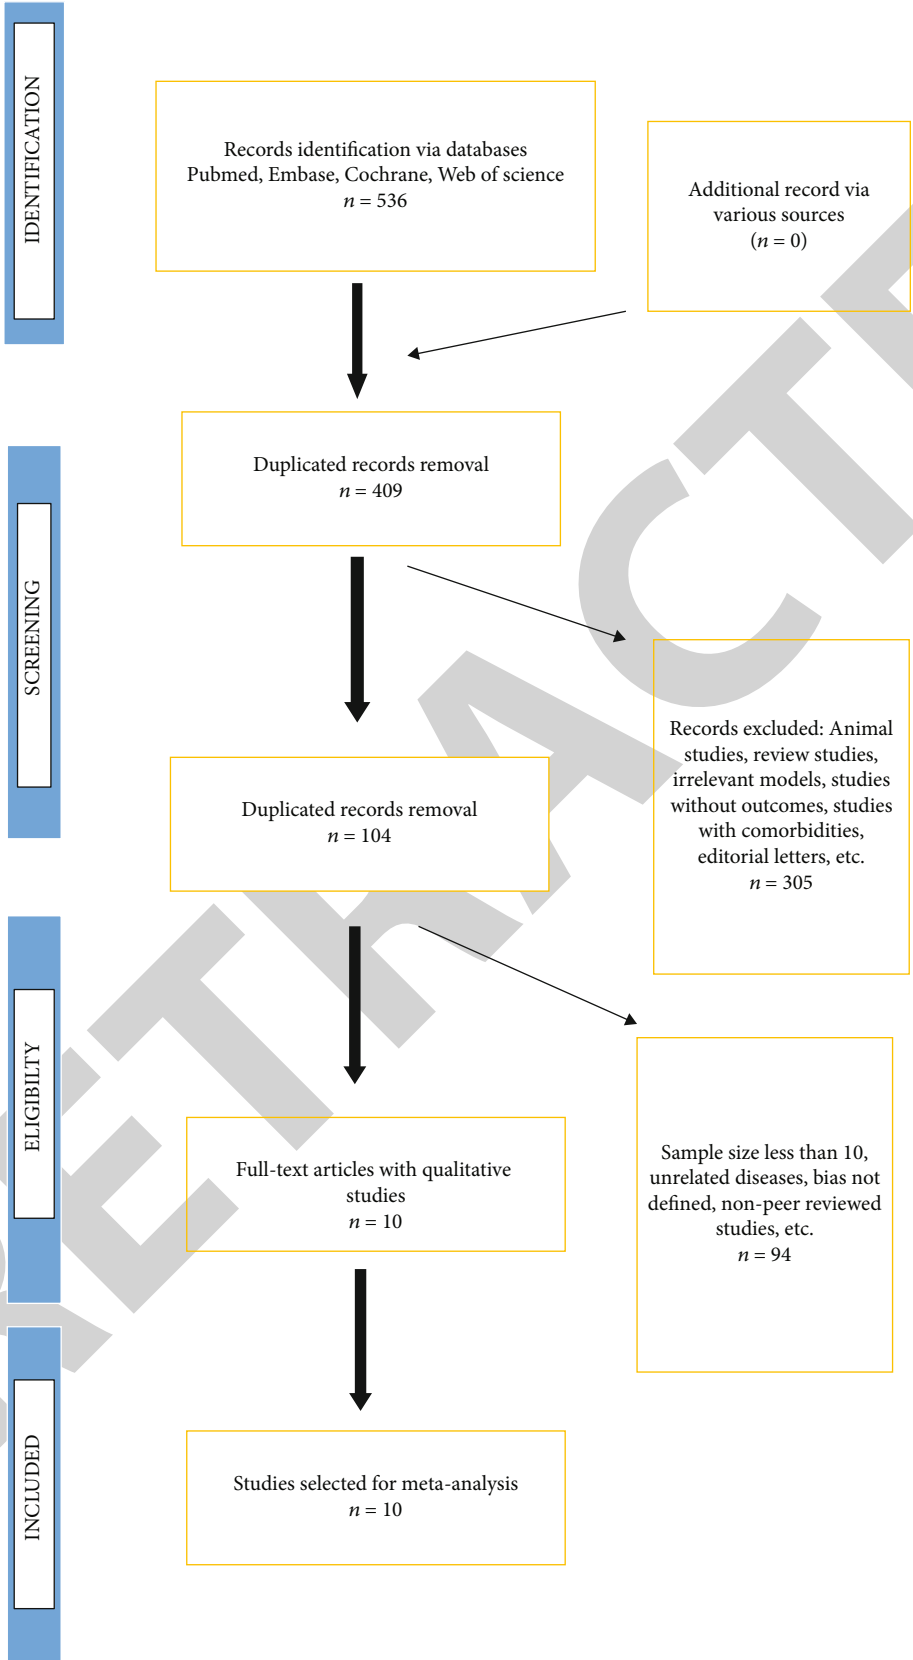 IDENTIFICATION
Records identification via databases
Pubmed, Embase, Cochrane, Web of science
n = 536
Additional record via
various sources
(n = 0)
SCREENING
Duplicated records removal
n = 409
Records excluded: Animal
studies, review studies,
irrelevant models, studies
without outcomes, studies
with comorbidities,
editorial letters, etc.
n = 305
Duplicated records removal
n = 104
ELIGIBILTY
Full-text articles with qualitative
studies
n = 10
Sample size less than 10,
unrelated diseases, bias not
defined, non-peer reviewed
studies, etc.
n = 94
INCLUDED
Studies selected for meta-analysis
n = 10
RETRACTE